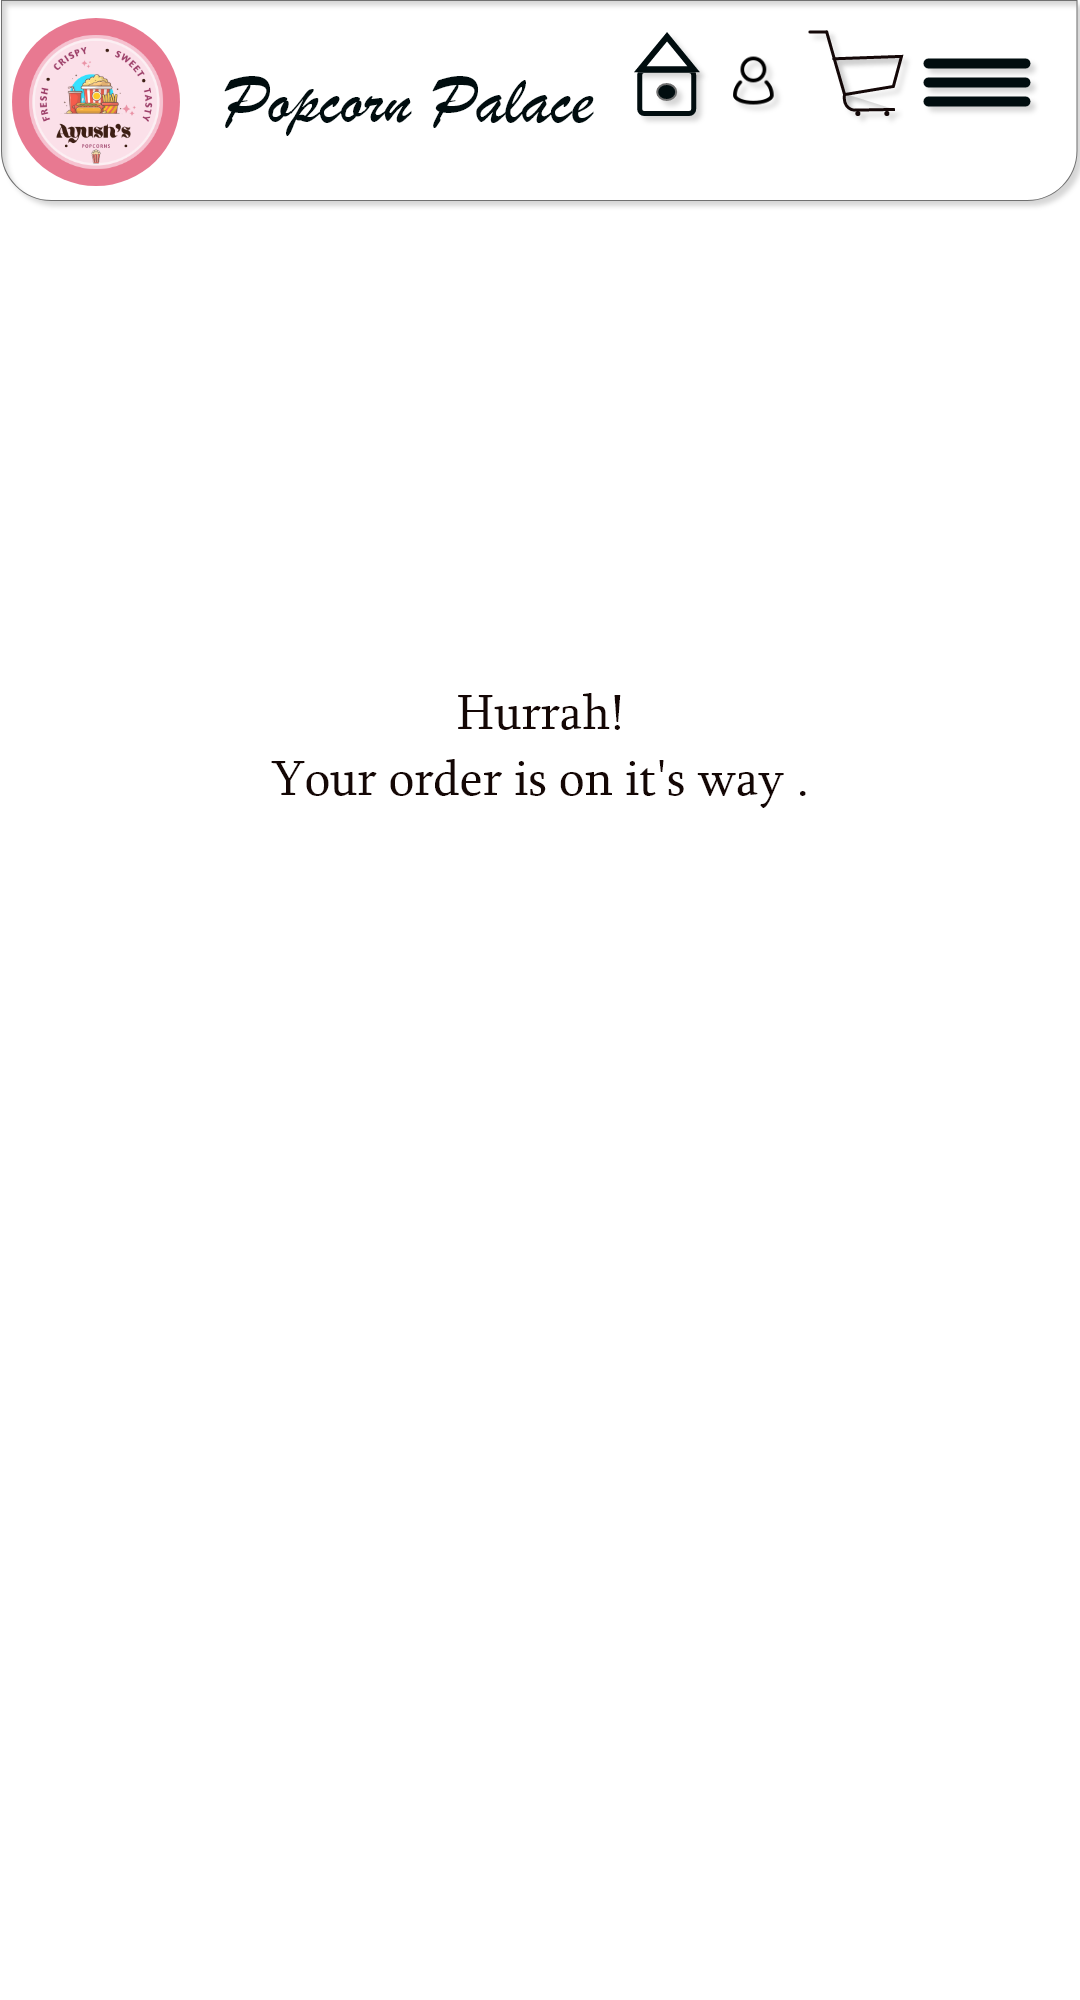 FRESH • CRISPY • SWEET • TASTY
Ayush's
• POPCORNS •
Popcorn Palace
Hurrah!
Your order is on it's way .